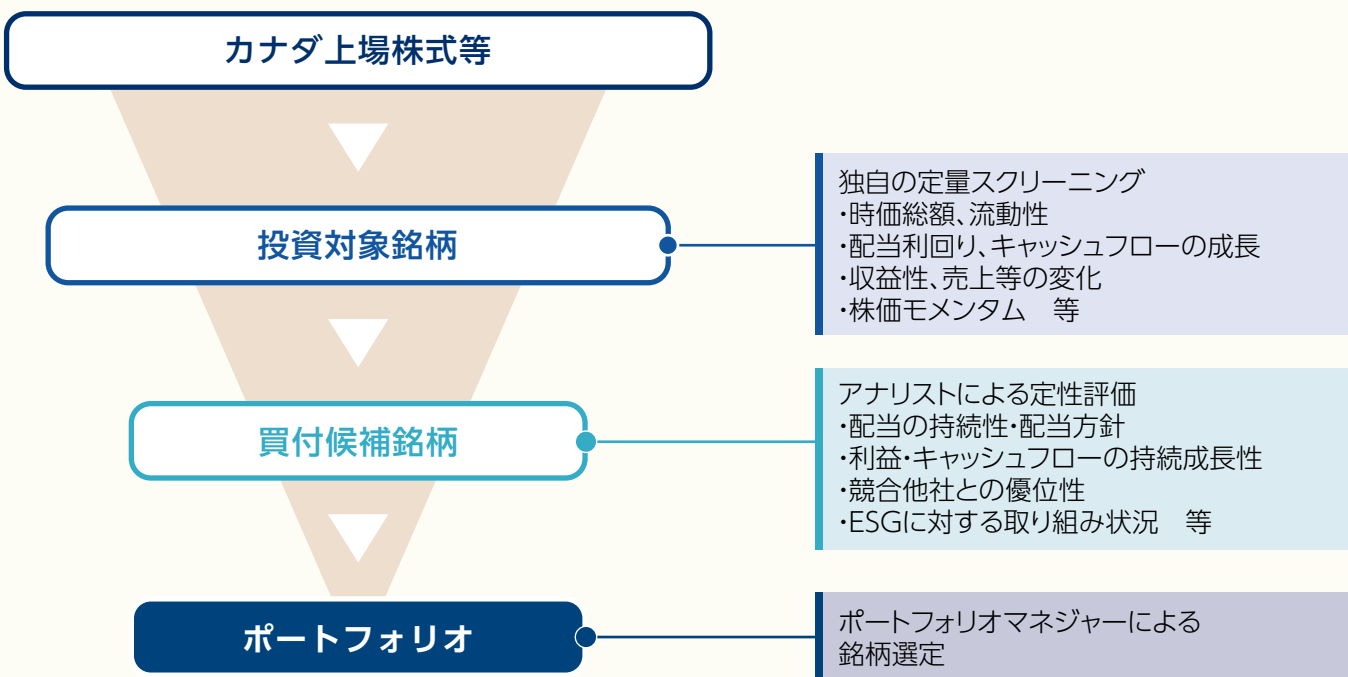 カナダ上場株式等
投資対象銘柄
独自の定量スクリーニング
・時価総額、流動性
・配当利回り、キャッシュフローの成長
・収益性、売上等の変化
・株価モメンタム　等
買付候補銘柄
アナリストによる定性評価
・配当の持続性・配当方針
・利益・キャッシュフローの持続成長性
・競合他社との優位性
・ESGに対する取り組み状況　等
ポートフォリオ
ポートフォリオマネジャーによる
銘柄選定